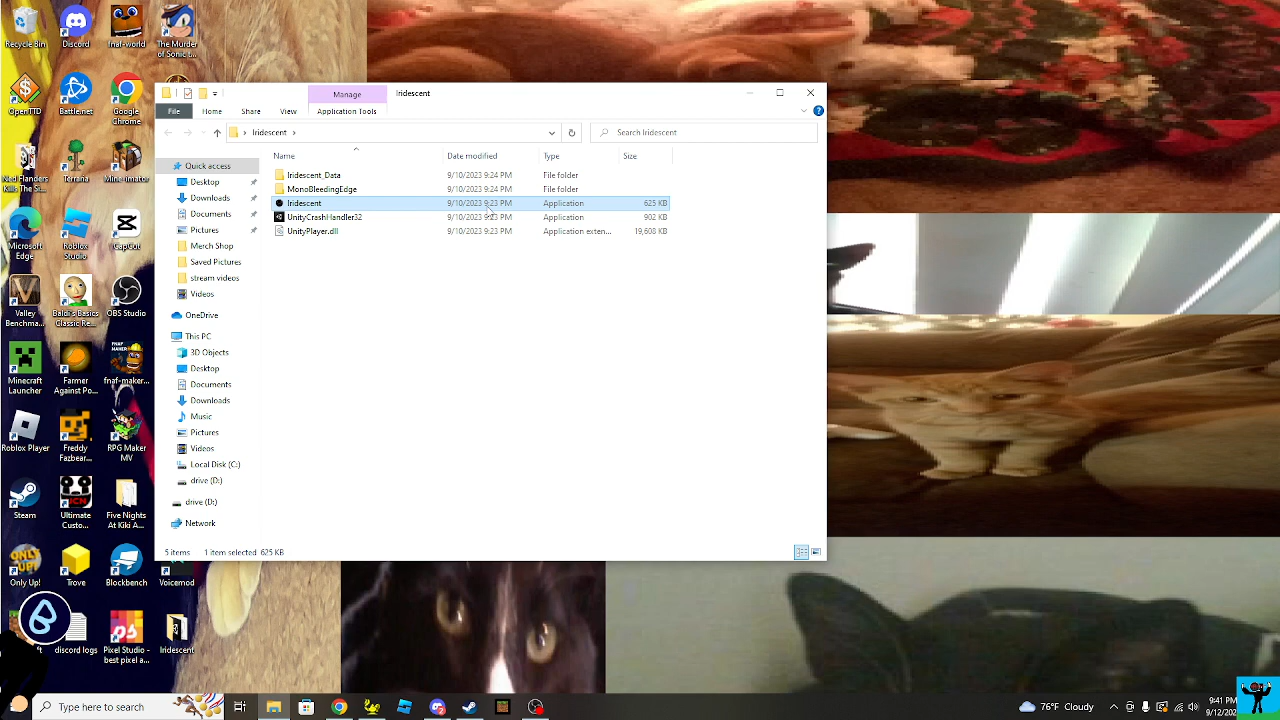 Recycle Bin
Discord
fnaf-world
The Murder of Sonic t...
OpenTTD
Battle.net
Google Chrome
Terraria
Mine-imator
Microsoft Edge
Roblox Studio
CapCut
Valley Benchma...
Baldi's Basics Classic Re...
OBS Studio
Minecraft Launcher
Farmer Against Po...
fnaf-maker...
Roblox Player
Freddy Fazbear...
RPG Maker MV
Steam
Ultimate Custo...
Five Nights At Ki A...
Only Up!
Trove
Blockbench
Voicemod
discord logs
Pixel Studio - best pixel a...
Iridescent
Manage
Iridescent
File
Home
Share
View
Application Tools
Iridescent
Search Iridescent
Name
Date modified
Type
Size
Quick access
Desktop
Downloads
Documents
Pictures
Merch Shop
Saved Pictures
stream videos
Videos
OneDrive
This PC
3D Objects
Desktop
Documents
Downloads
Music
Pictures
Videos
Local Disk (C:)
drive (D:)
drive (D:)
Network
Iridescent_Data 9/10/2023 9:24 PM File folder
MonoBleedingEdge 9/10/2023 9:24 PM File folder
Iridescent 9/10/2023 9:23 PM Application 625 KB
UnityCrashHandler32 9/10/2023 9:23 PM Application 902 KB
UnityPlayer.dll 9/10/2023 9:23 PM Application exten... 19,608 KB
5 items 1 item selected 625 KB
Type here to search
76°F Cloudy
9:41 PM